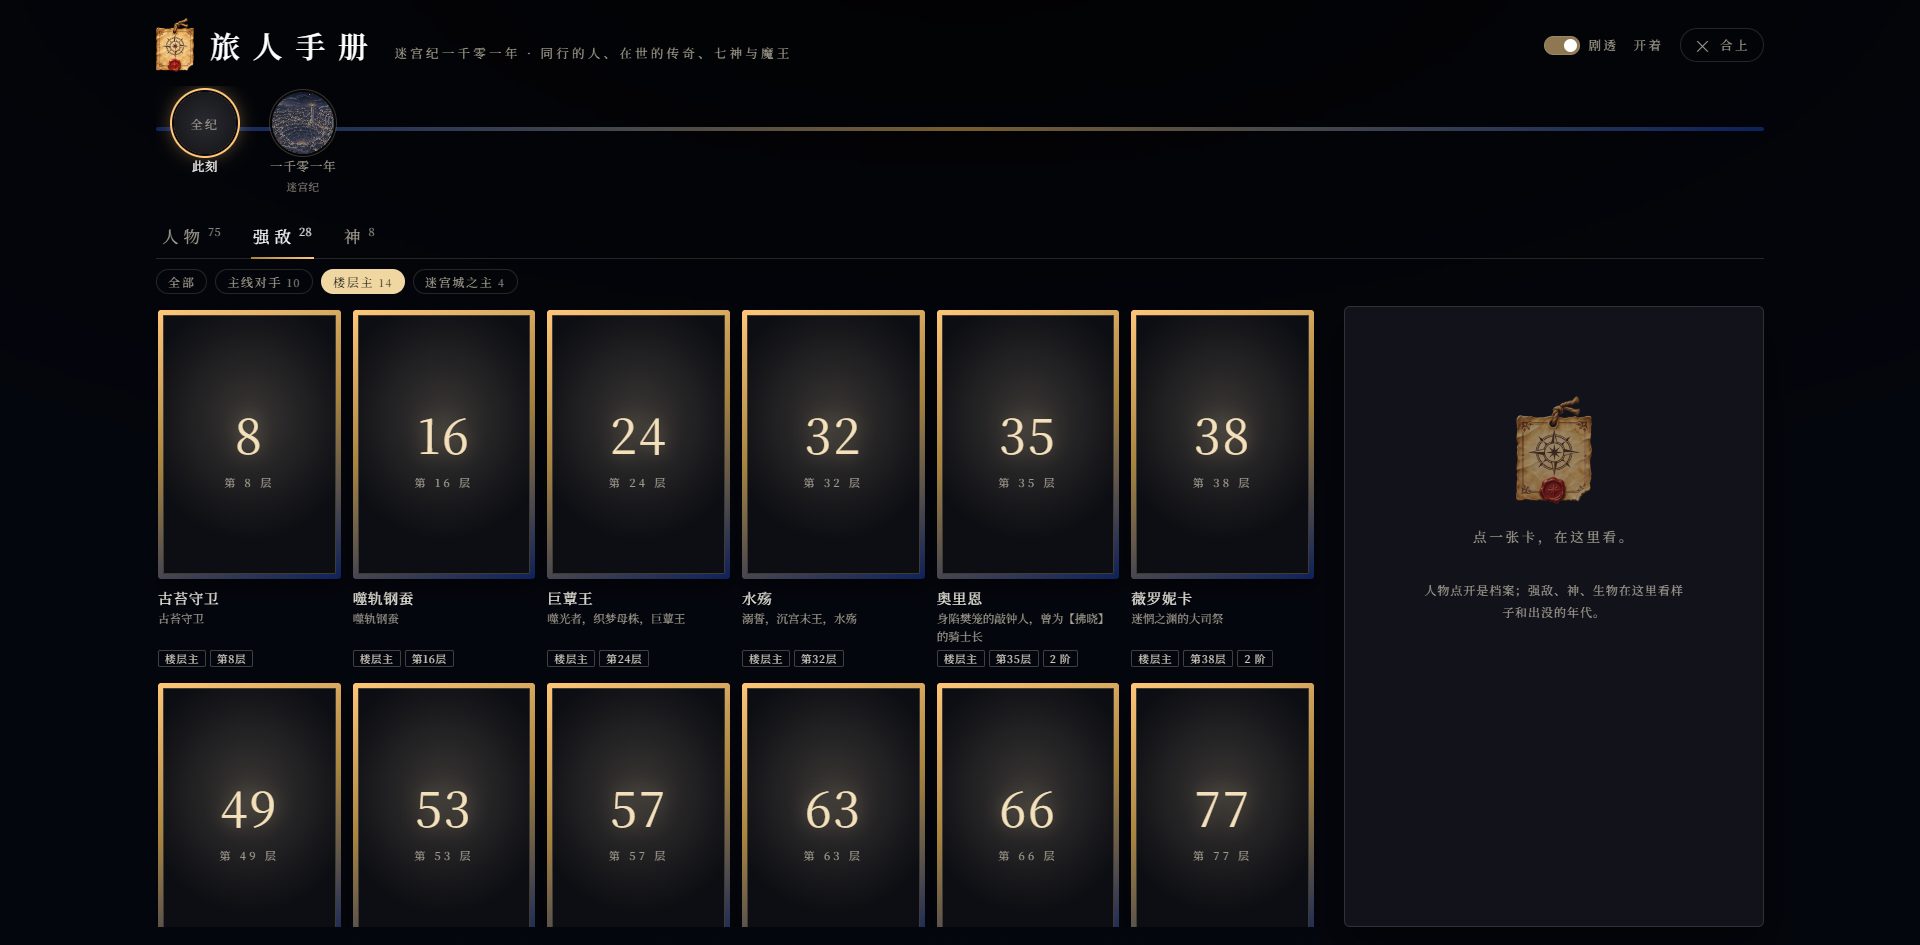 旅人手册
迷宫纪一千零一年 · 同行的人、在世的传奇、七神与魔王
剧透 开着
合上
全纪
此刻
一千零一年
迷宫纪
人物 75
强敌 28
神 8
全部
主线对手 10
楼层主 14
迷宫城之主 4
8
第 8 层
古苔守卫
古苔守卫
楼层主 第8层
16
第 16 层
噬轨钢蚕
噬轨钢蚕
楼层主 第16层
24
第 24 层
巨蕈王
噬光者，织梦母株，巨蕈王
楼层主 第24层
32
第 32 层
水殇
溺誓，沉宫末王，水殇
楼层主 第32层
35
第 35 层
奥里恩
身陷樊笼的敲钟人，曾为【拂晓】
的骑士长
楼层主 第35层 2 阶
38
第 38 层
薇罗妮卡
迷惘之渊的大司祭
楼层主 第38层 2 阶
49
第 49 层
53
第 53 层
57
第 57 层
63
第 63 层
66
第 66 层
77
第 77 层
点一张卡，在这里看。
人物点开是档案；强敌、神、生物在这里看样
子和出没的年代。